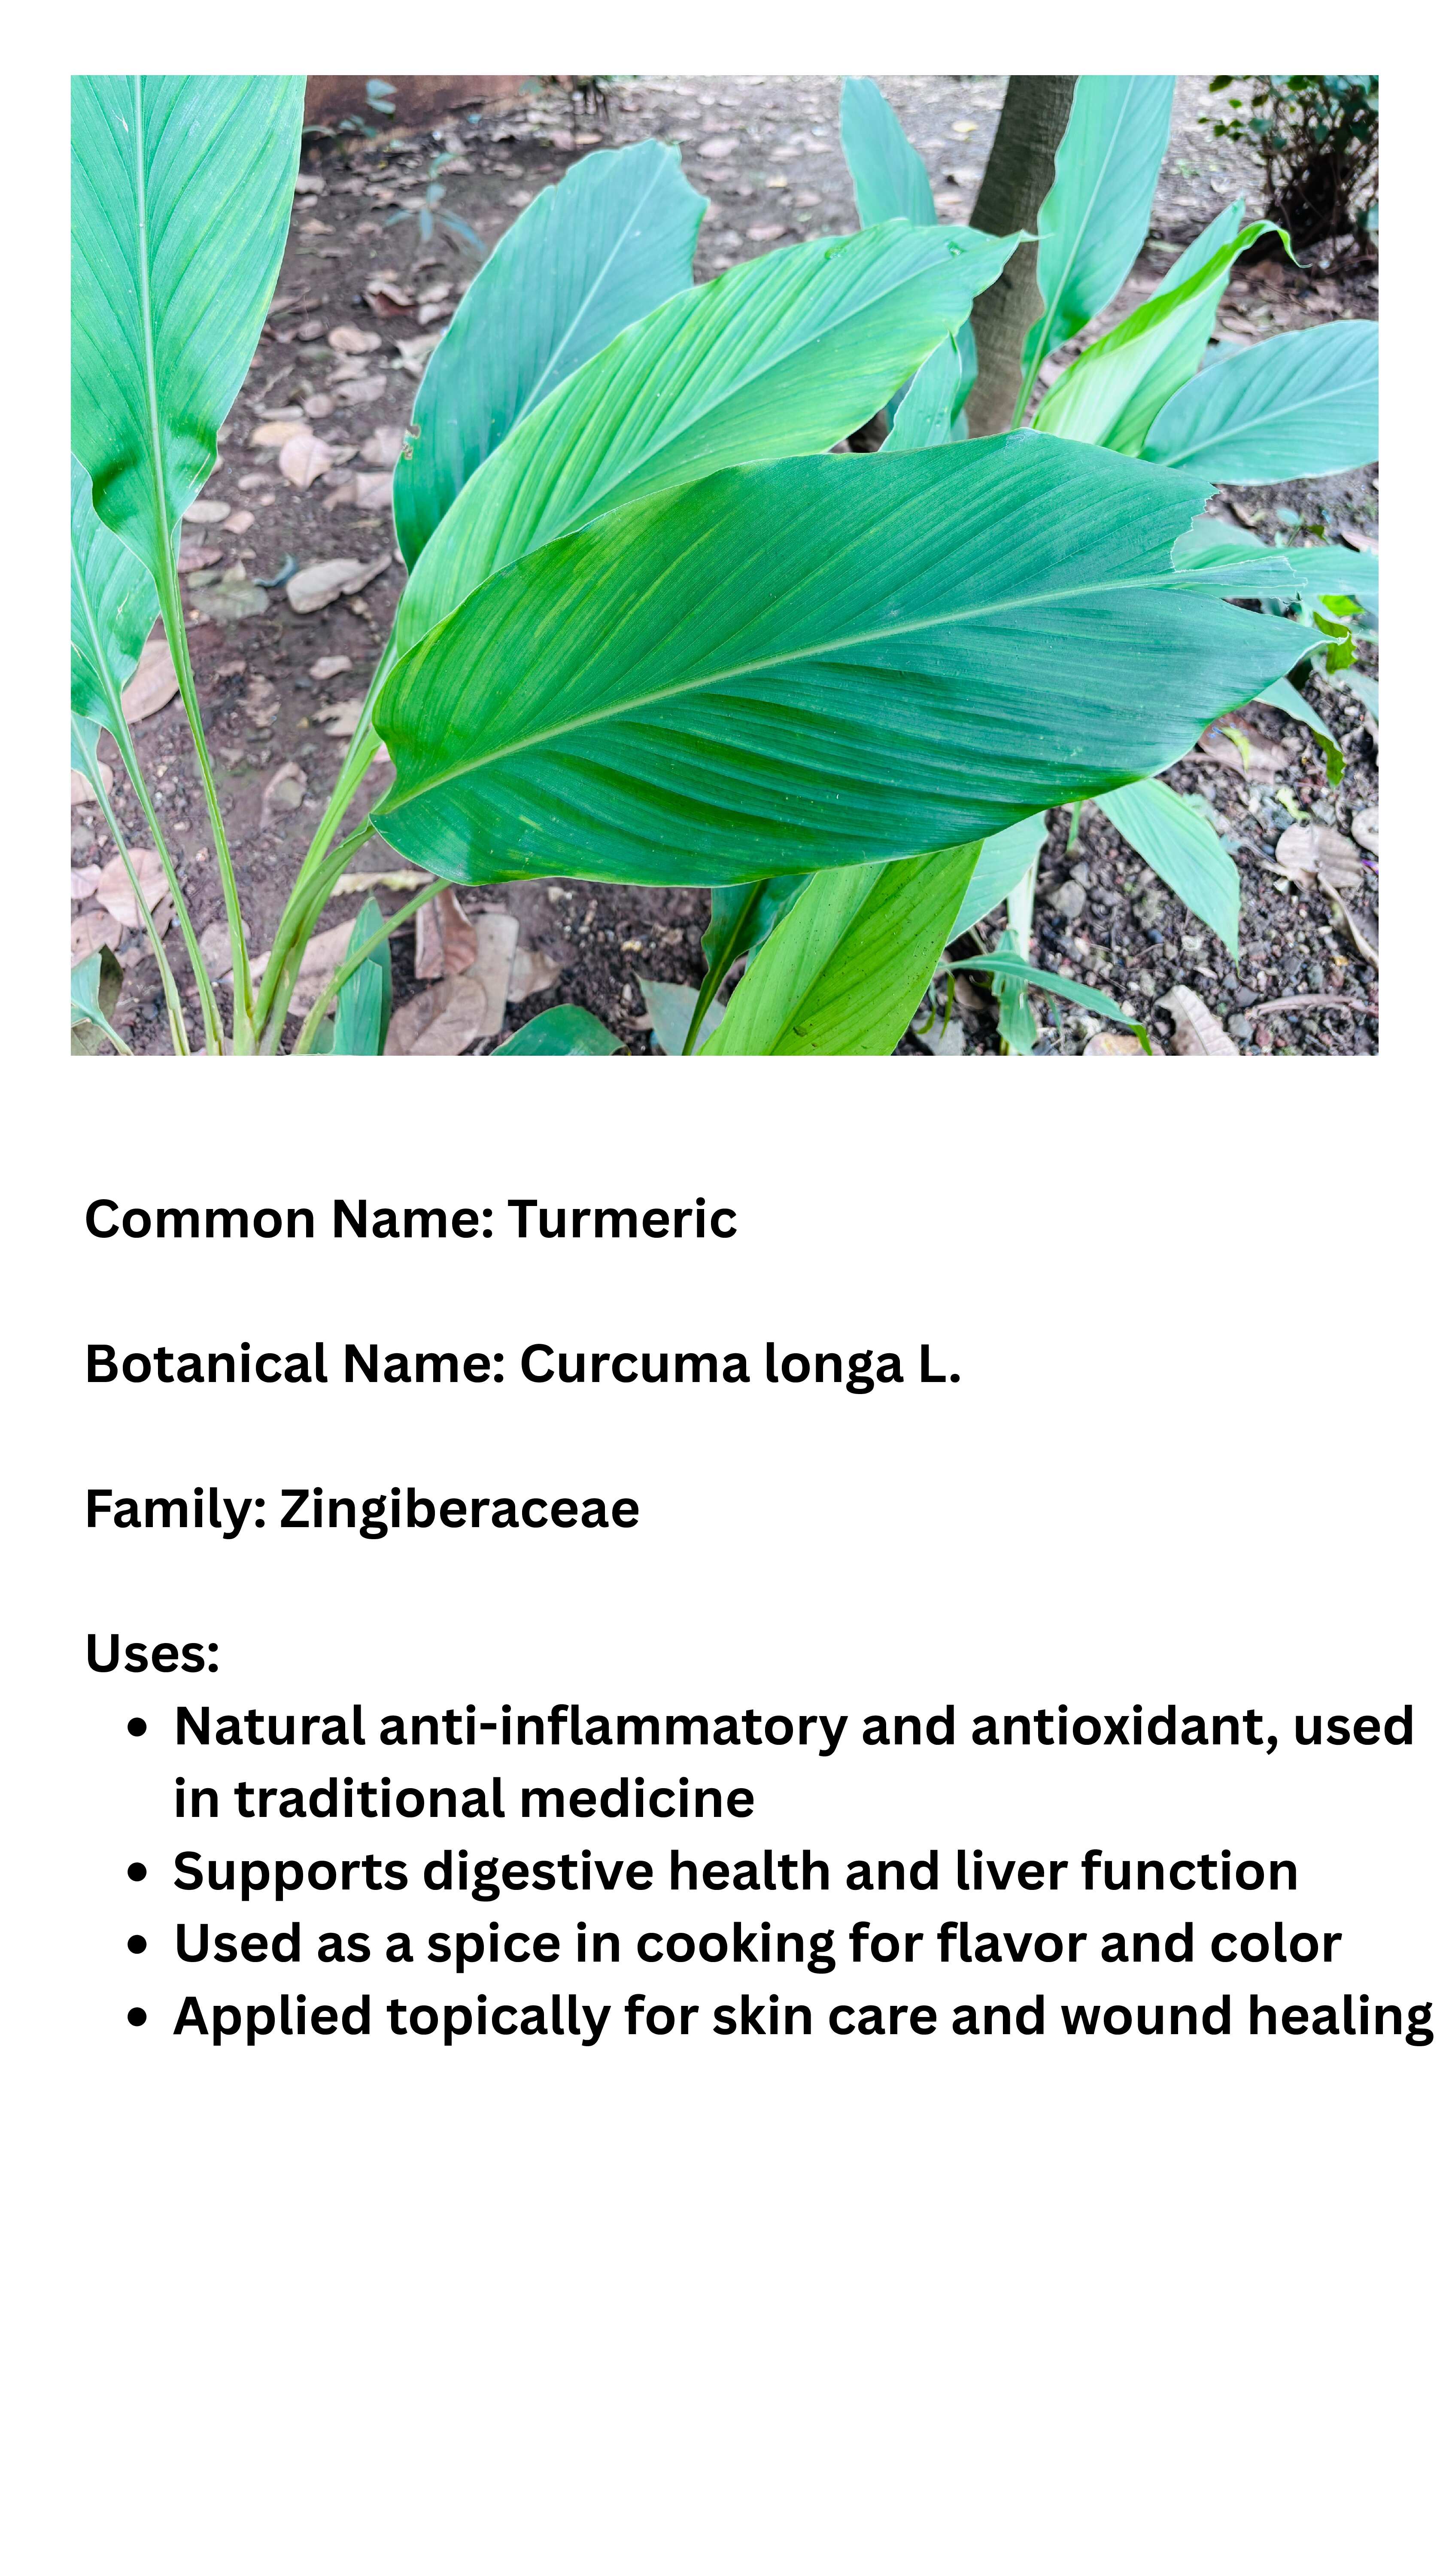 Common Name: Turmeric
Botanical Name: Curcuma longa L.
Family: Zingiberaceae
Uses:
• Natural anti-inflammatory and antioxidant, used
in traditional medicine
• Supports digestive health and liver function
• Used as a spice in cooking for flavor and color
• Applied topically for skin care and wound healing